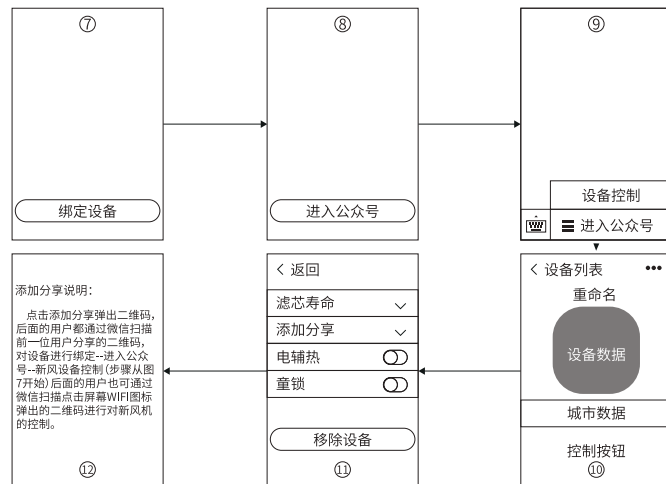 ⑦
绑定设备
⑧
进入公众号
⑨
设备控制
进入公众号
设备列表
重命名
设备数据
城市数据
控制按钮
⑩
返回
滤芯寿命
添加分享
电辅热
童锁
移除设备
⑪
添加分享说明：
点击添加分享弹出二维码，
后面的用户都通过微信扫描
前一位用户分享的二维码，
对设备进行绑定--进入公众
号--新风设备控制（步骤从图
7开始）后面的用户也可通过
微信扫描点击屏幕WIFI图标
弹出的二维码进行对新风机
的控制。
⑫